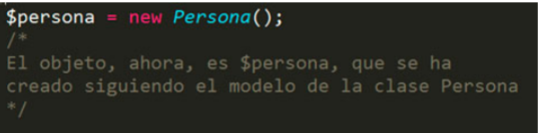 $persona = new Persona();
/*
El objeto, ahora, es $persona, que se ha
creado siguiendo el modelo de la clase Persona
*/